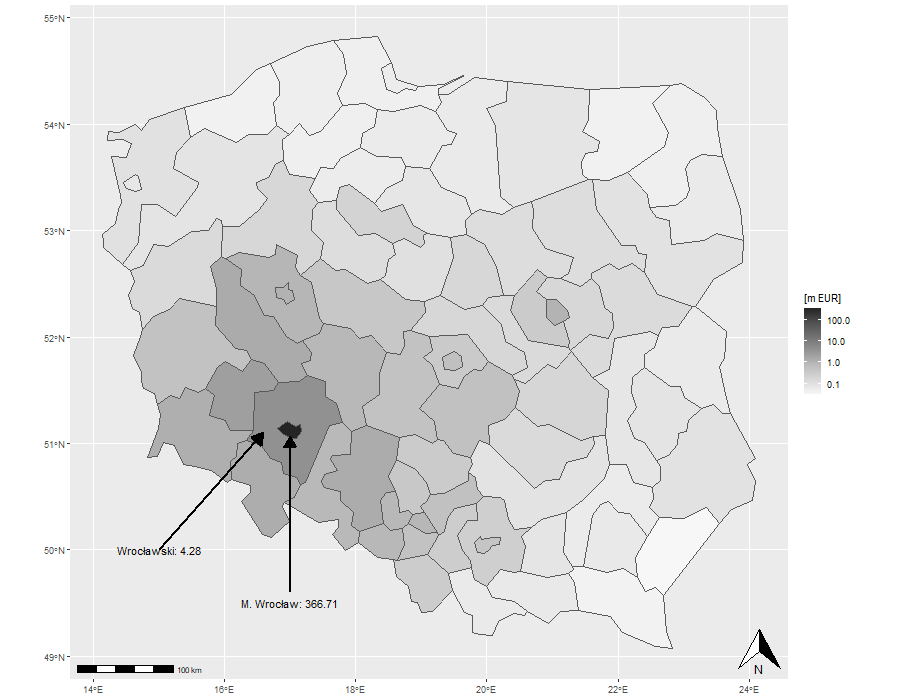 55°N
54°N
53°N
52°N
51°N
50°N
49°N
[m EUR]
100.0
10.0
1.0
0.1
Wrocławski: 4.28
M. Wrocław: 366.71
100 km
N
14°E 16°E 18°E 20°E 22°E 24°E